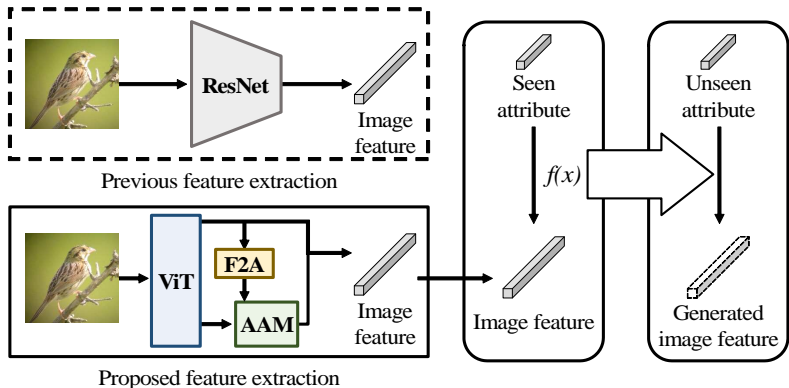 ResNet
Image
feature
Previous feature extraction
ViT
F2A
AAM
Image
feature
Proposed feature extraction
Seen
attribute
f(x)
Image feature
Unseen
attribute
Generated
image feature